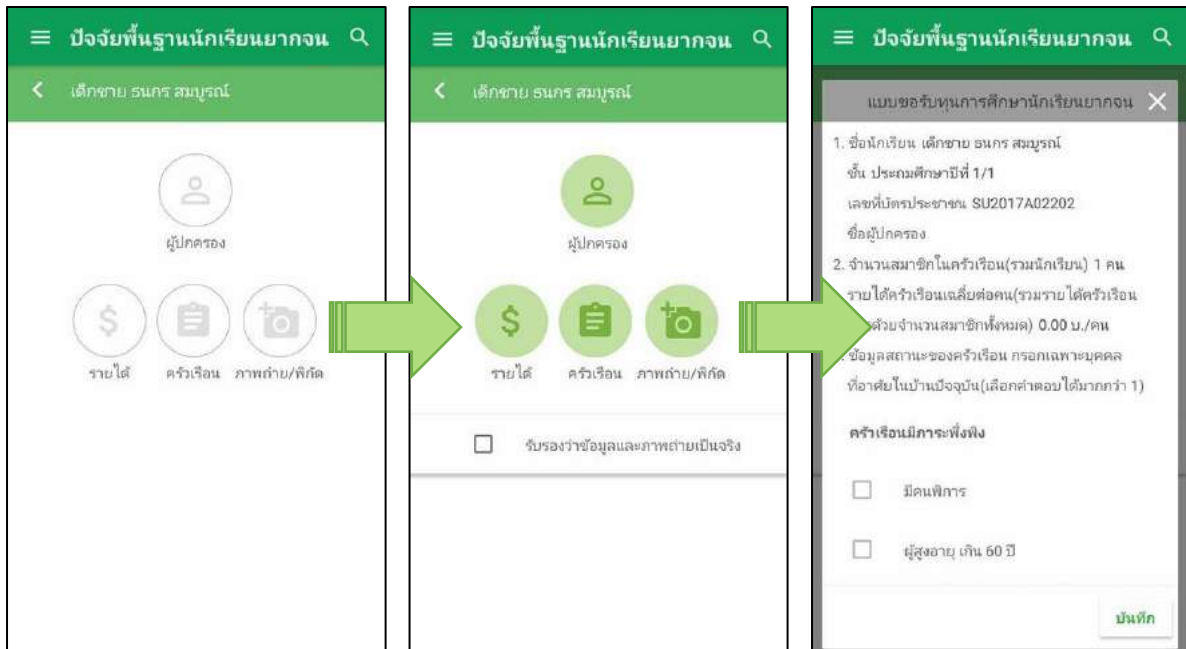 ปัจจัยพื้นฐานนักเรียนยากจน
เด็กชาย ธนกร สมบูรณ์
ผู้ปกครอง
$
รายได้ ครัวเรือน ภาพถ่าย/พิกัด
ปัจจัยพื้นฐานนักเรียนยากจน
เด็กชาย ธนกร สมบูรณ์
ผู้ปกครอง
$
รายได้ ครัวเรือน ภาพถ่าย/พิกัด
รับรองว่าข้อมูลและภาพถ่ายเป็นจริง
ปัจจัยพื้นฐานนักเรียนยากจน
แบบขอรับทุนการศึกษานักเรียนยากจน
1. ชื่อนักเรียน เด็กชาย ธนกร สมบูรณ์
ชั้น ประถมศึกษาปีที่ 1/1
เลขที่บัตรประชาชน SU2017A02202
ชื่อผู้ปกครอง
2. จำนวนสมาชิกในครัวเรือน(รวมนักเรียน) 1 คน
รายได้ครัวเรือนเฉลี่ยต่อคน(รวมรายได้ครัวเรือน
ด้วยจำนวนสมาชิกทั้งหมด) 0.00 บ./คน
ข้อมูลสถานะของครัวเรือน กรอกเฉพาะบุคคล
ที่อาศัยในบ้านปัจจุบัน(เลือกคำตอบได้มากกว่า 1)
ครัวเรือนมีภาระพึ่งพิง
มีคนพิการ
ผู้สูงอายุ เกิน 60 ปี
บันทึก